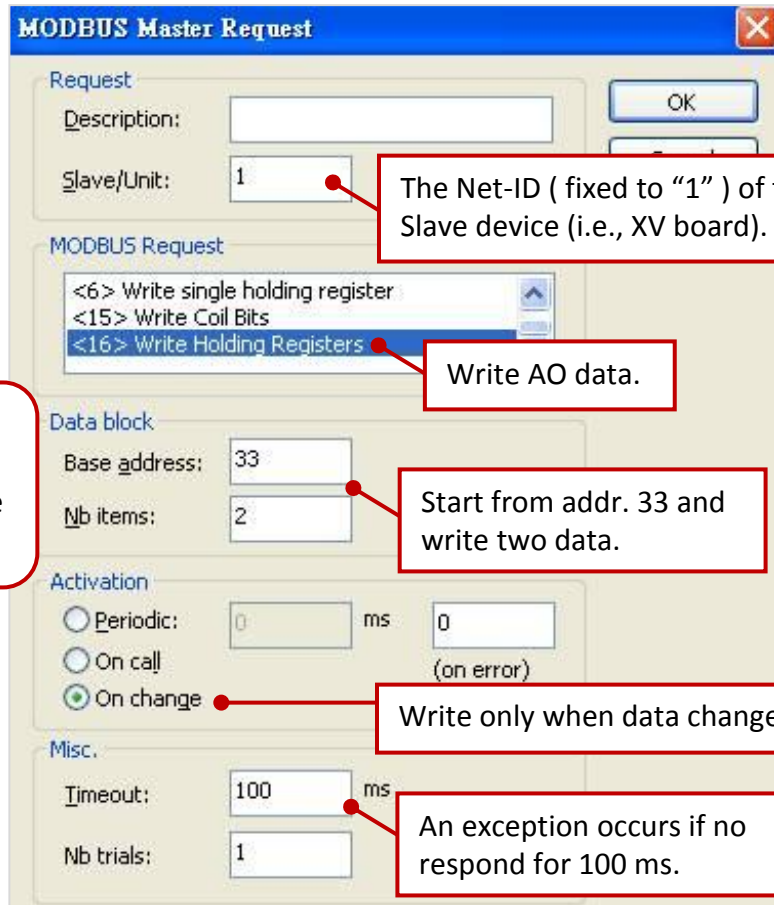 MODBUS Master Request
Request
Description:
OK
Slave/Unit: 1
The Net-ID ( fixed to “1” ) of
Slave device (i.e., XV board).
MODBUS Request
<6> Write single holding register
<15> Write Coil Bits
<16> Write Holding Registers
Write AO data.
Data block
Base address: 33
Nb items: 2
Start from addr. 33 and
write two data.
Activation
Periodic: 0 ms 0
On call
(on error)
On change
Write only when data change
Misc.
Timeout: 100 ms
An exception occurs if no
respond for 100 ms.
Nb trials: 1